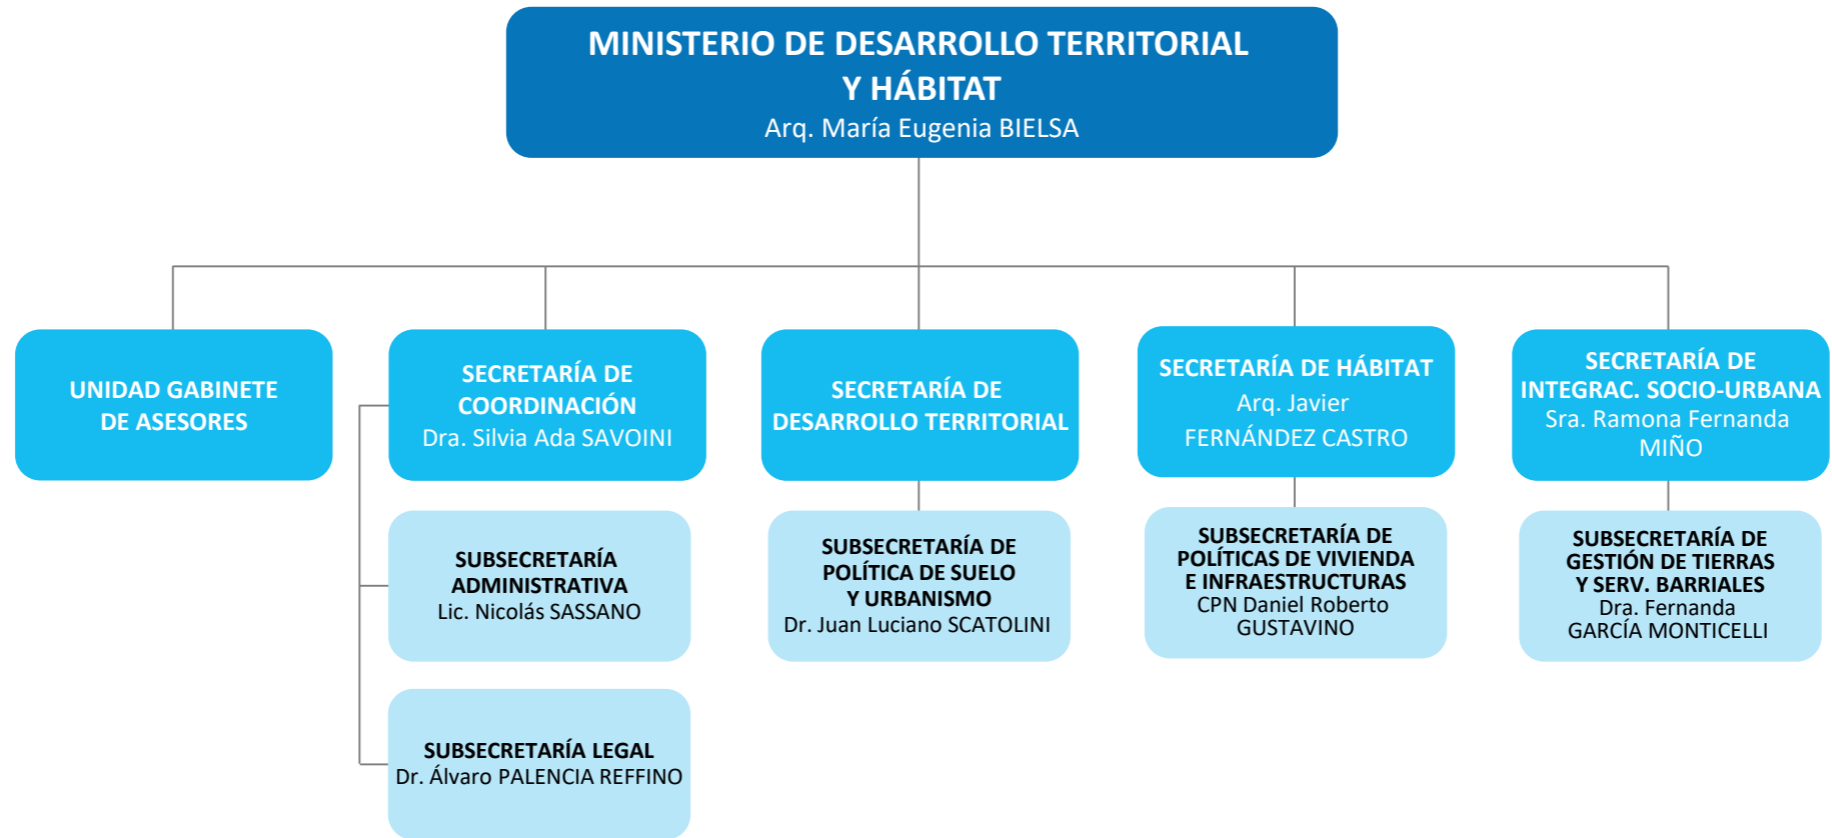 MINISTERIO DE DESARROLLO TERRITORIAL
Y HÁBITAT
Arq. María Eugenia BIELSA
UNIDAD GABINETE
DE ASESORES
SECRETARÍA DE
COORDINACIÓN
Dra. Silvia Ada SAVOINI
SECRETARÍA DE
DESARROLLO TERRITORIAL
SECRETARÍA DE HÁBITAT
Arq. Javier
FERNÁNDEZ CASTRO
SECRETARÍA DE
INTEGRAC. SOCIO-URBANA
Sra. Ramona Fernanda
MIÑO
SUBSECRETARÍA
ADMINISTRATIVA
Lic. Nicolás SASSANO
SUBSECRETARÍA DE
POLÍTICA DE SUELO
Y URBANISMO
Dr. Juan Luciano SCATOLINI
SUBSECRETARÍA DE
POLÍTICAS DE VIVIENDA
E INFRAESTRUCTURAS
CPN Daniel Roberto
GUSTAVINO
SUBSECRETARÍA DE
GESTIÓN DE TIERRAS
Y SERV. BARRIALES
Dra. Fernanda
GARCÍA MONTICELLI
SUBSECRETARÍA LEGAL
Dr. Álvaro PALENCIA REFFINO